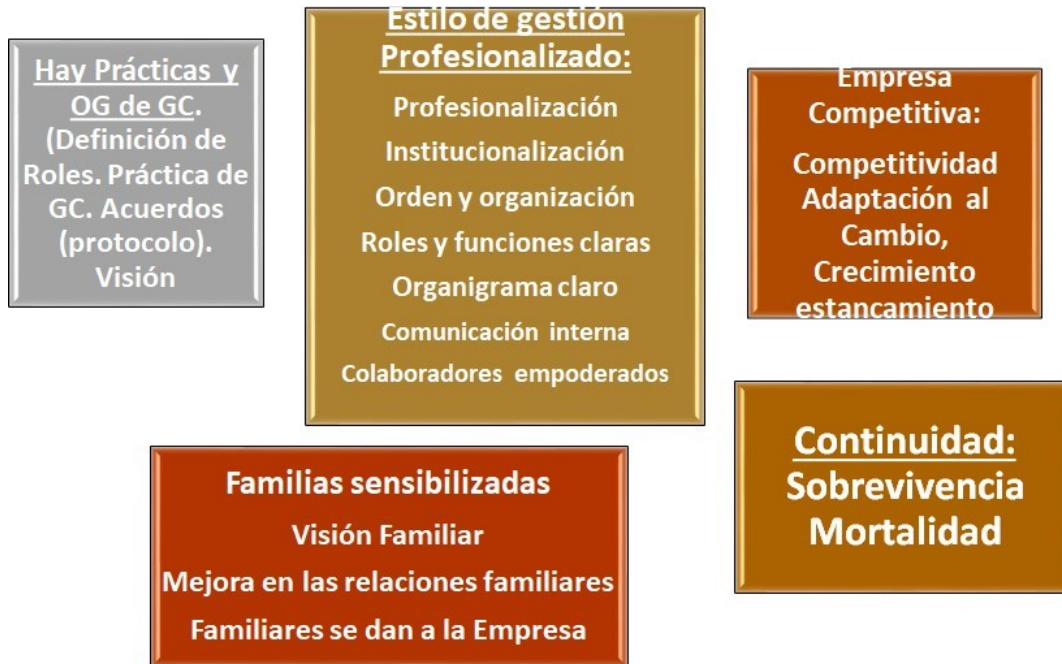 Hay Prácticas y
OG de GC.
(Definición de
Roles. Práctica de
GC. Acuerdos
(protocolo).
Visión
Estilo de gestión
Profesionalizado:
Profesionalización
Institucionalización
Orden y organización
Roles y funciones claras
Organigrama claro
Comunicación interna
Colaboradores empoderados
Empresa
Competitiva:
Competitividad
Adaptación al
Cambio,
Crecimiento
estancamiento
Familias sensibilizadas
Visión Familiar
Mejora en las relaciones familiares
Familiares se dan a la Empresa
Continuidad:
Sobrevivencia
Mortalidad